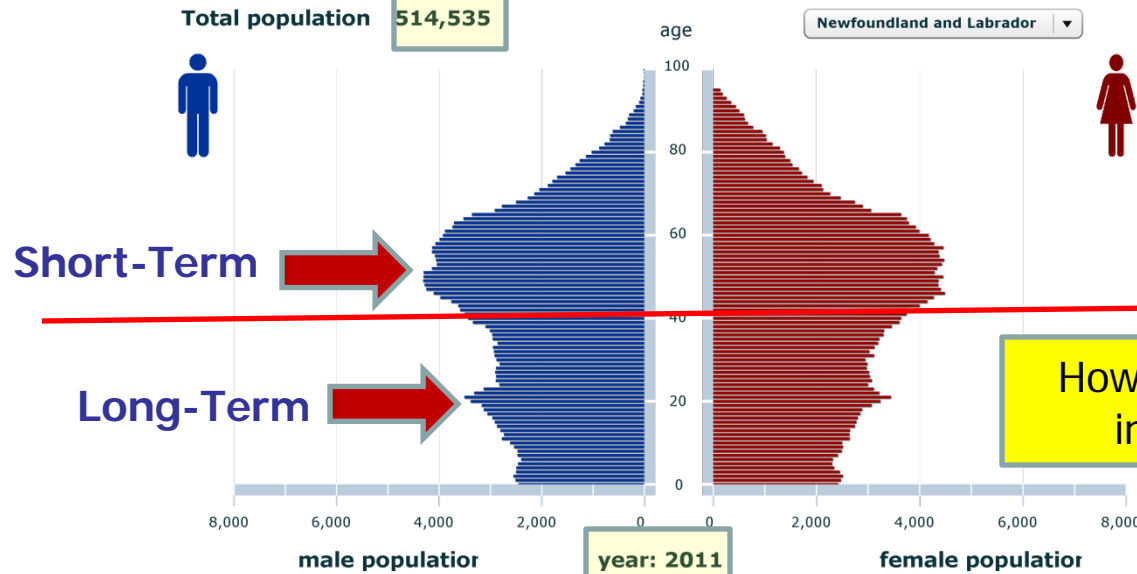 Total population 514,535
age
Newfoundland and Labrador
100
80
60
40
20
0
Short-Term
Long-Term
How
in
8,000 6,000 4,000 2,000 0 0 2,000 4,000 6,000 8,000
male population year: 2011 female population